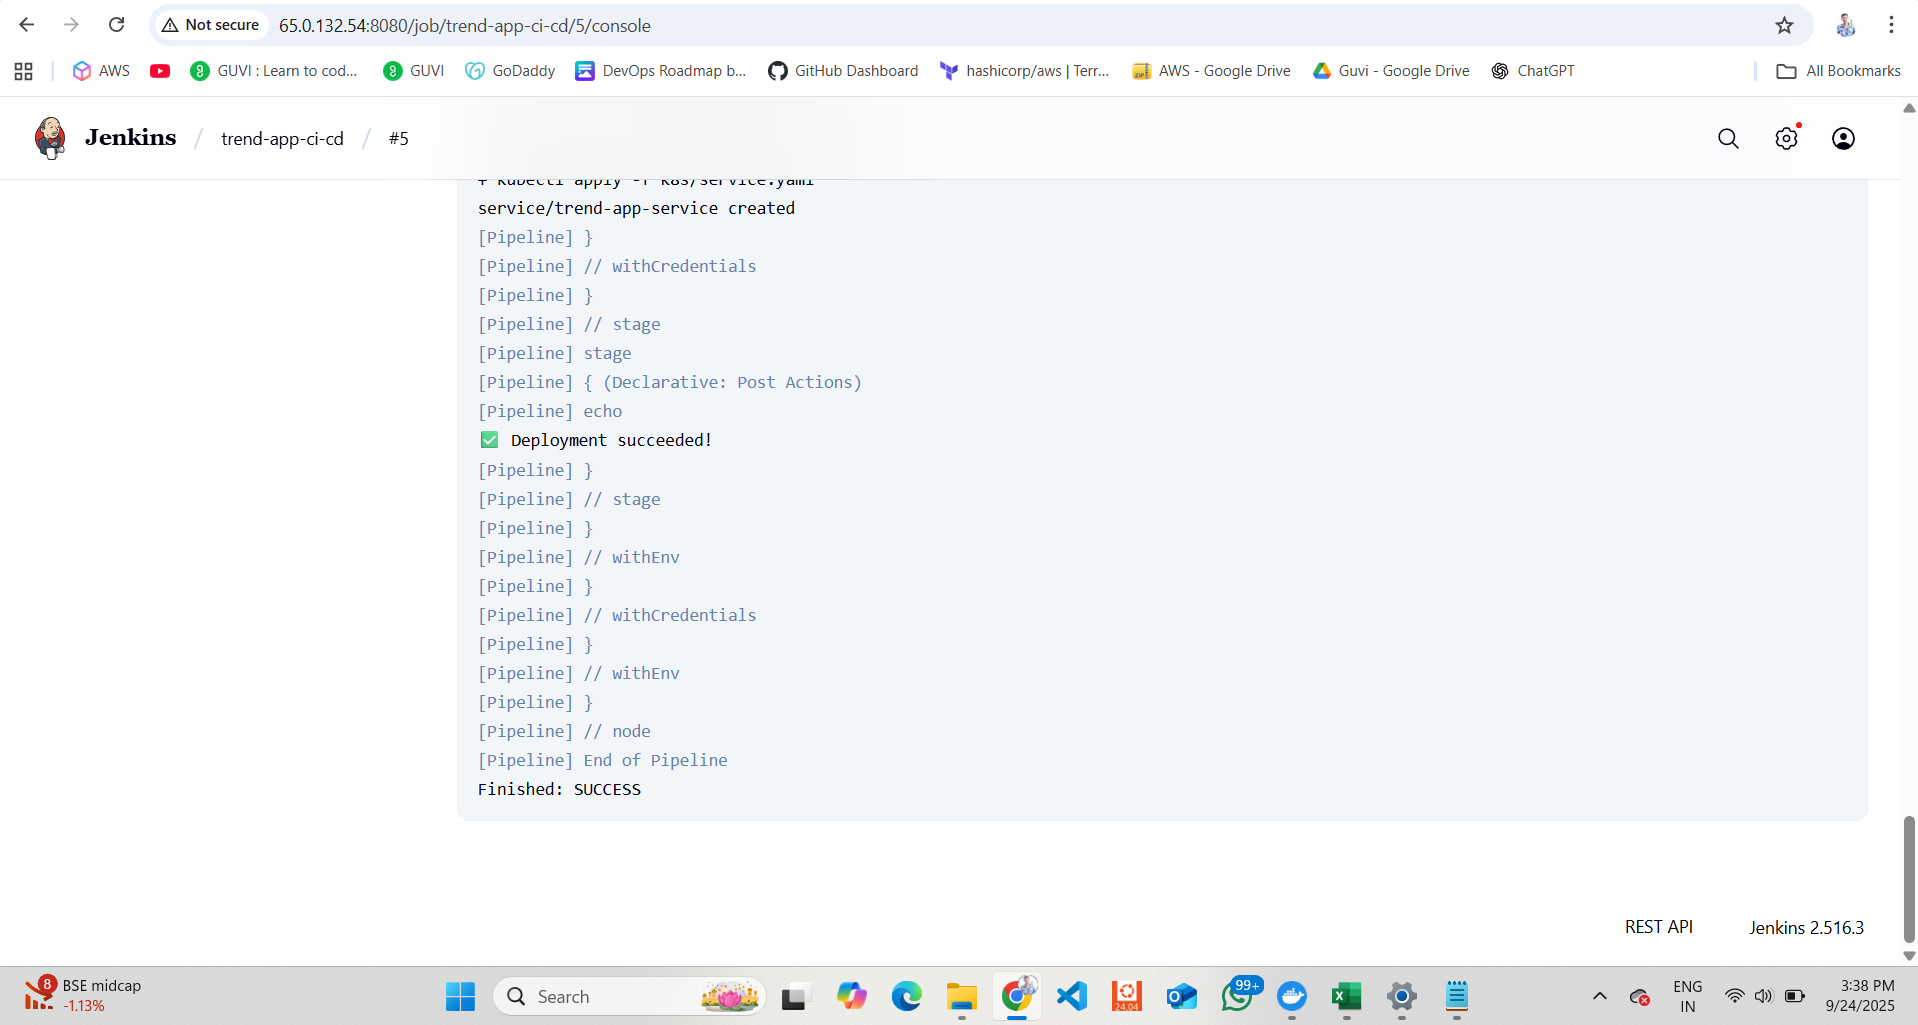 Not secure 65.0.132.54:8080/job/trend-app-ci-cd/5/console
AWS GUVI : Learn to cod... GUVI GoDaddy DevOps Roadmap b... GitHub Dashboard hashicorp/aws | Terr... AWS - Google Drive Guvi - Google Drive ChatGPT All Bookmarks
Jenkins / trend-app-ci-cd / #5
+ kubectl apply -f k8s/service.yaml
service/trend-app-service created
[Pipeline] }
[Pipeline] // withCredentials
[Pipeline] }
[Pipeline] // stage
[Pipeline] stage
[Pipeline] { (Declarative: Post Actions)
[Pipeline] echo
✅ Deployment succeeded!
[Pipeline] }
[Pipeline] // stage
[Pipeline] }
[Pipeline] // withEnv
[Pipeline] }
[Pipeline] // withCredentials
[Pipeline] }
[Pipeline] // withEnv
[Pipeline] }
[Pipeline] // node
[Pipeline] End of Pipeline
Finished: SUCCESS
REST API Jenkins 2.516.3
8 BSE midcap
-1.13%
Search
24.04
99+
ENG
IN
3:38 PM
9/24/2025